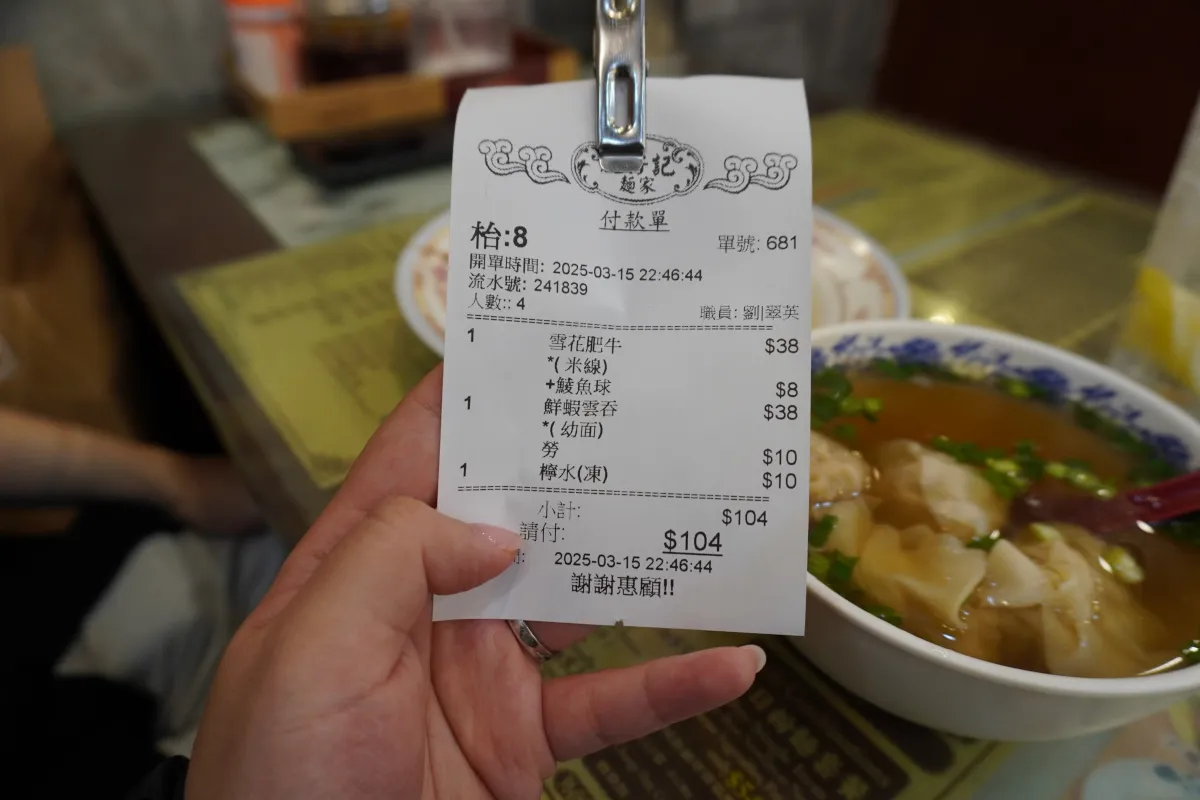 記
麵家
付款單
枱:8
單號: 681
開單時間: 2025-03-15 22:46:44
流水號: 241839
人數:: 4
職員: 劉|翠英
1 雪花肥牛 $38
*( 米線)
+鯪魚球 $8
1 鮮蝦雲吞 $38
*( 幼面)
勞 $10
1 檸水(凍) $10
小計: $104
請付: $104
2025-03-15 22:46:44
謝謝惠顧!!